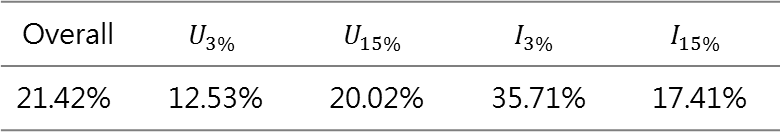 Overall U3% U15% I3% I15%
21.42% 12.53% 20.02% 35.71% 17.41%